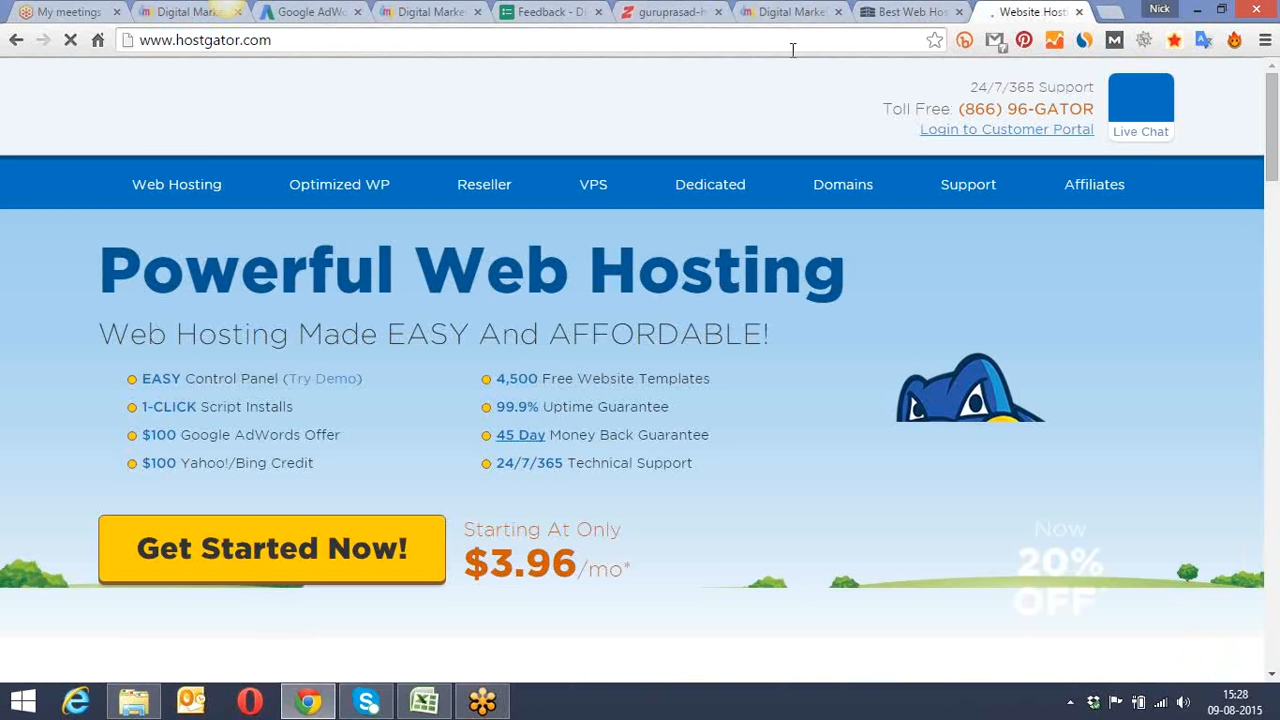 My meetings
Digital Marke
Google AdWo
Digital Marke
Feedback - Di
guruprasad-h
Digital Marke
Best Web Hos
Website Hosti
Nick
www.hostgator.com
24/7/365 Support
Toll Free: (866) 96-GATOR
Login to Customer Portal
Live Chat
Web Hosting
Optimized WP
Reseller
VPS
Dedicated
Domains
Support
Affiliates
Powerful Web Hosting
Web Hosting Made EASY And AFFORDABLE!
EASY Control Panel (Try Demo)
4,500 Free Website Templates
1-CLICK Script Installs
99.9% Uptime Guarantee
$100 Google AdWords Offer
45 Day Money Back Guarantee
$100 Yahoo!/Bing Credit
24/7/365 Technical Support
Get Started Now!
Starting At Only
$3.96/mo*
Now
20%
OFF*
15:28
09-08-2015